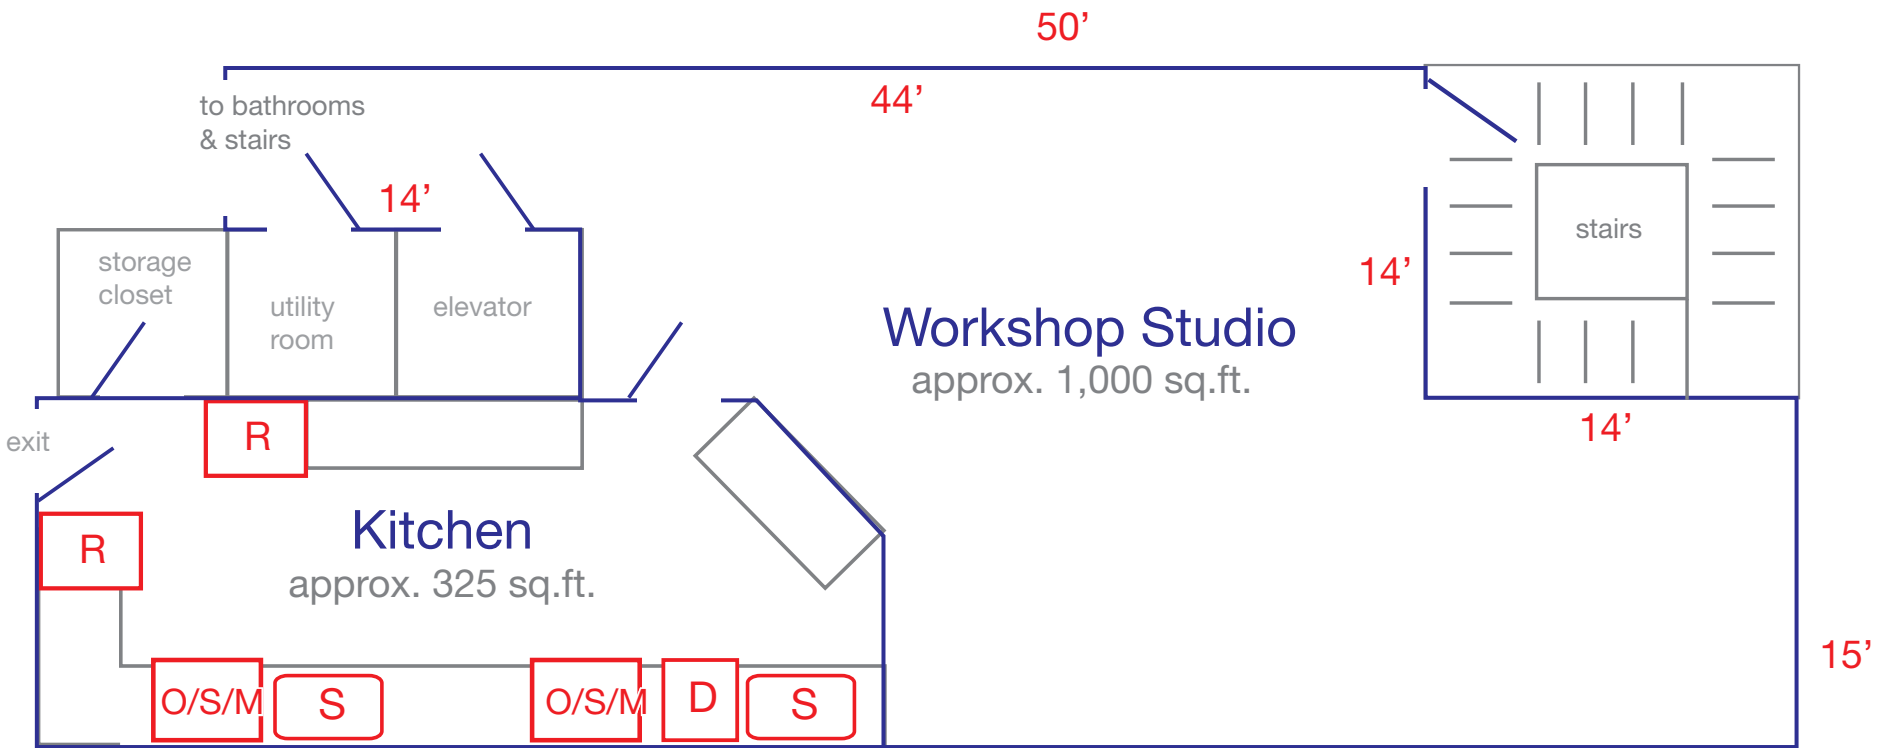 50’
44’
to bathrooms
& stairs
14’
storage
closet
utility
room
elevator
stairs
14’
Workshop Studio
approx. 1,000 sq.ft.
14’
exit
R
R
Kitchen
approx. 325 sq.ft.
15’
O/S/M
S
O/S/M
D
S